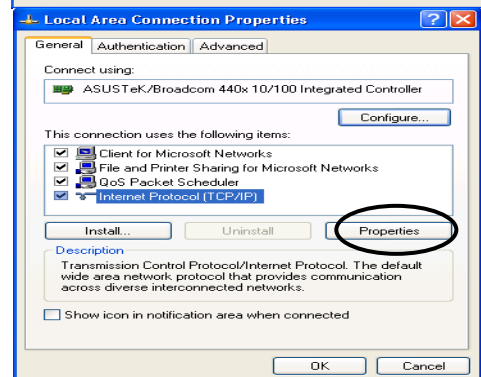 Local Area Connection Properties
General Authentication Advanced
Connect using:
ASUSTeK/Broadcom 440x 10/100 Integrated Controller
Configure...
This connection uses the following items:
Client for Microsoft Networks
File and Printer Sharing for Microsoft Networks
QoS Packet Scheduler
Internet Protocol (TCP/IP)
Install... Uninstall Properties
Description
Transmission Control Protocol/Internet Protocol. The default
wide area network protocol that provides communication
across diverse interconnected networks.
Show icon in notification area when connected
OK Cancel